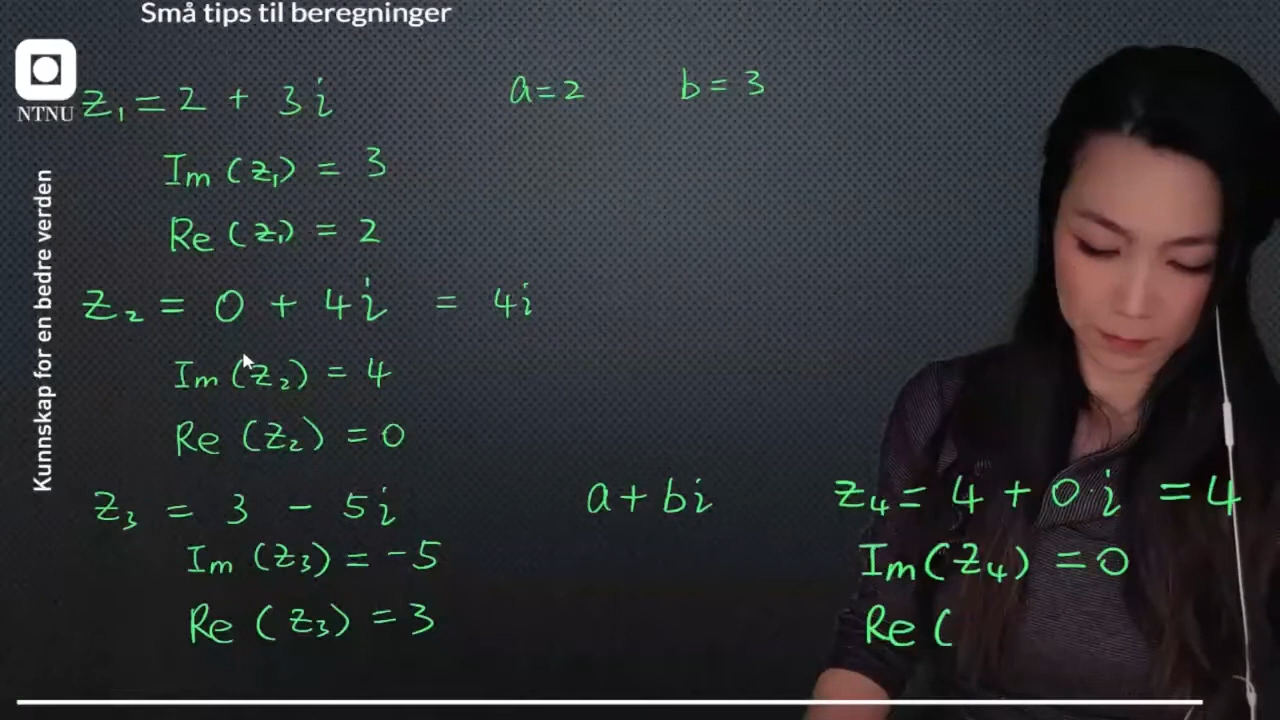 Små tips til beregninger
NTNU
Kunnskap for en bedre verden
z₁ = 2 + 3i
a = 2
b = 3
Im (z₁) = 3
Re (z₁) = 2
z₂ = 0 + 4i = 4i
Im (z₂) = 4
Re (z₂) = 0
z₃ = 3 - 5i
Im (z₃) = -5
Re (z₃) = 3
a + bi
z₄ = 4 + 0·i = 4
Im (z₄) = 0
Re (